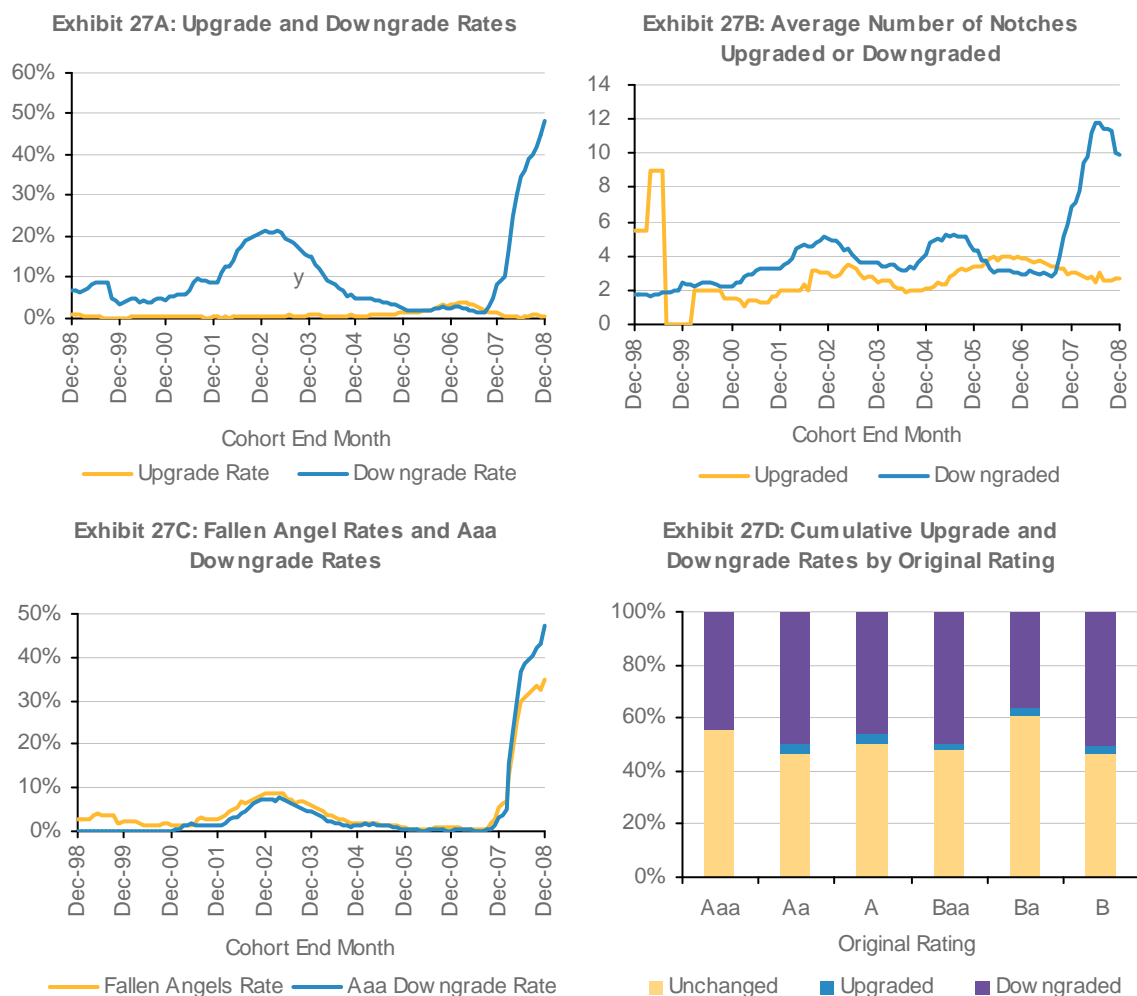 Exhibit 27A: Upgrade and Downgrade Rates
60%
50%
40%
30%
20%
10%
0%
y
Dec-98
Dec-99
Dec-00
Dec-01
Dec-02
Dec-03
Dec-04
Dec-05
Dec-06
Dec-07
Dec-08
Cohort End Month
Upgrade Rate
Downgrade Rate
Exhibit 27B: Average Number of Notches
Upgraded or Downgraded
14
12
10
8
6
4
2
0
Dec-98
Dec-99
Dec-00
Dec-01
Dec-02
Dec-03
Dec-04
Dec-05
Dec-06
Dec-07
Dec-08
Cohort End Month
Upgraded
Downgraded
Exhibit 27C: Fallen Angel Rates and Aaa
Downgrade Rates
50%
40%
30%
20%
10%
0%
Dec-98
Dec-99
Dec-00
Dec-01
Dec-02
Dec-03
Dec-04
Dec-05
Dec-06
Dec-07
Dec-08
Cohort End Month
Fallen Angels Rate
Aaa Downgrade Rate
Exhibit 27D: Cumulative Upgrade and
Downgrade Rates by Original Rating
100%
80%
60%
40%
20%
0%
Aaa
Aa
A
Baa
Ba
B
Original Rating
Unchanged
Upgraded
Downgraded